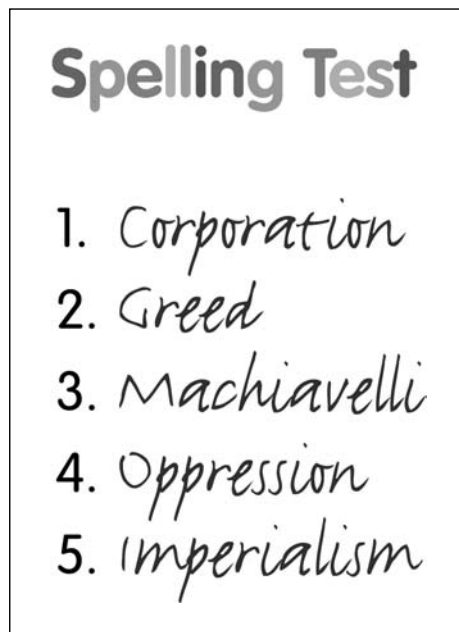 Spelling Test
1. Corporation
2. Greed
3. Machiavelli
4. Oppression
5. Imperialism